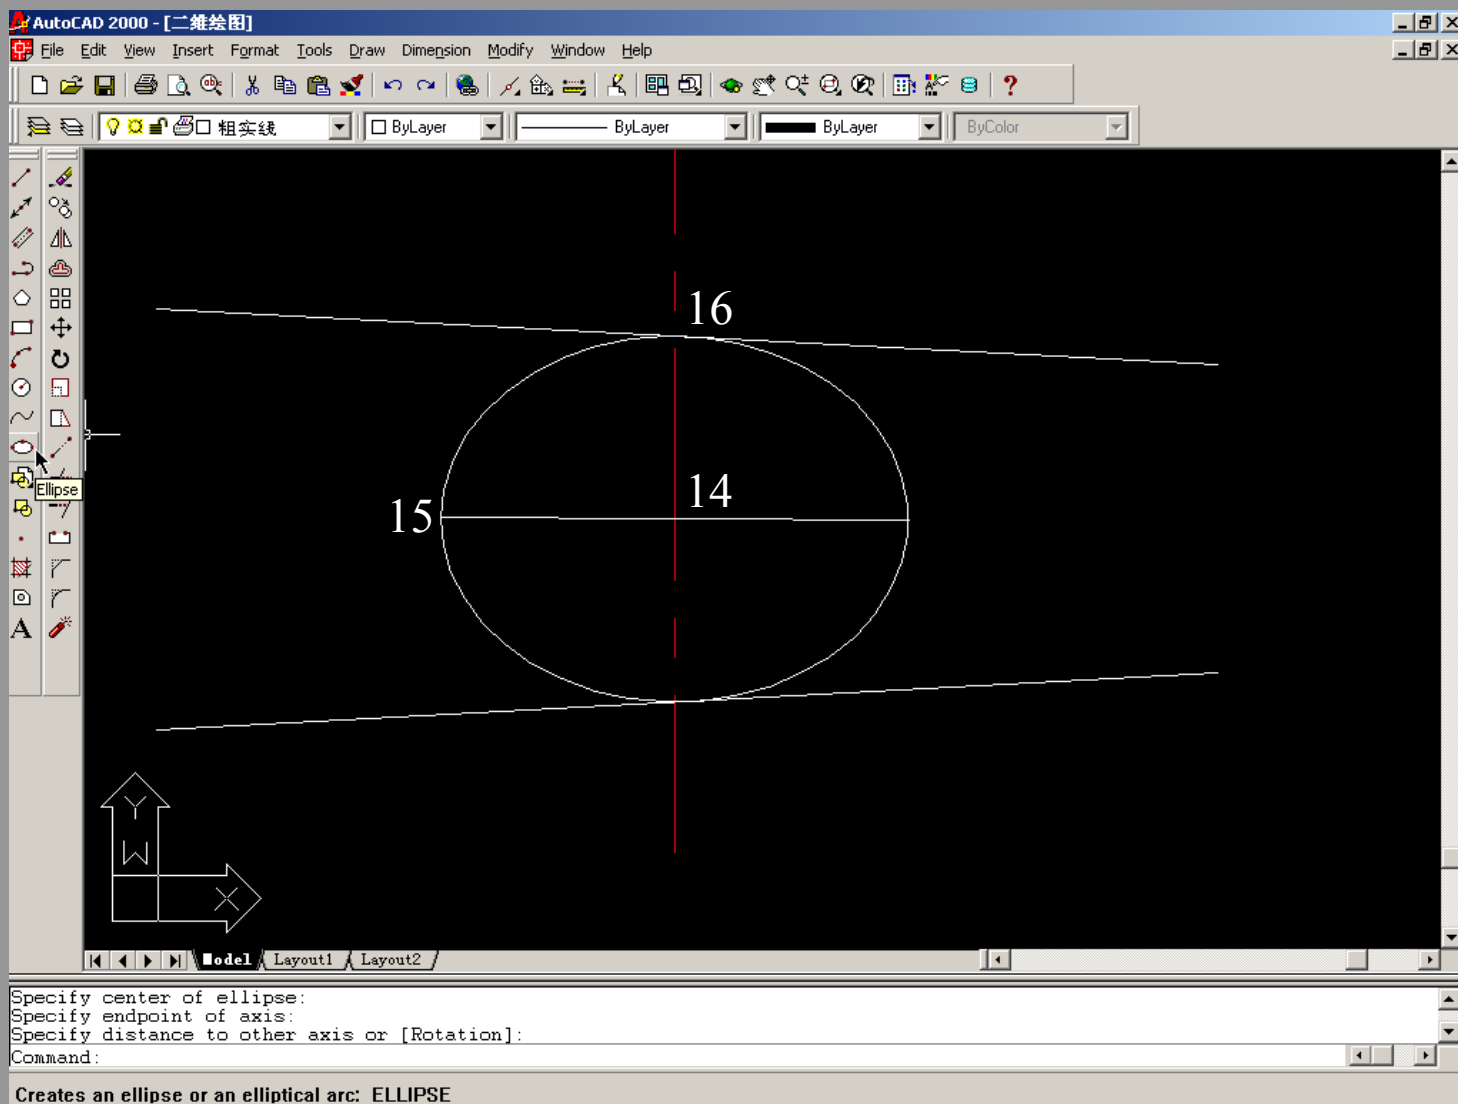 AutoCAD 2000 - [二维绘图]
File Edit View Insert Format Tools Draw Dimension Modify Window Help
粗实线 ByLayer ByLayer ByLayer ByColor
16
14
15
Ellipse
A
Y
W
X
Model Layout1 Layout2
Specify center of ellipse:
Specify endpoint of axis:
Specify distance to other axis or [Rotation]:
Command:
Creates an ellipse or an elliptical arc: ELLIPSE